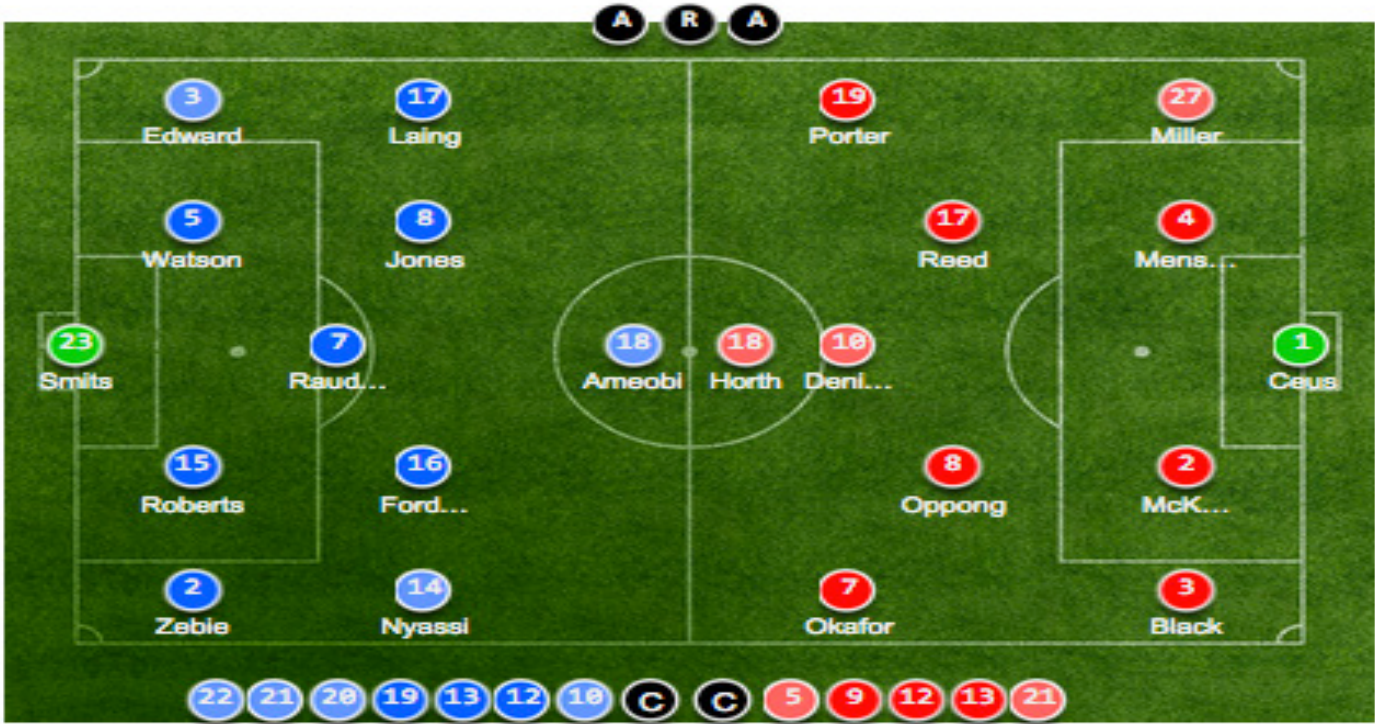 A R A
3 17 19 27
Edward Laing Porter Miller
5 8 17 4
Watson Jones Reed Mens...
23 7 18 18 10 1
Smits Raud... Ameobi Horth Deni... Ceus
15 16 8 2
Roberts Ford... Oppong McK...
2 14 7 3
Zebie Nyassi Okafor Black
22 21 20 19 13 12 10 C C 5 9 12 13 21